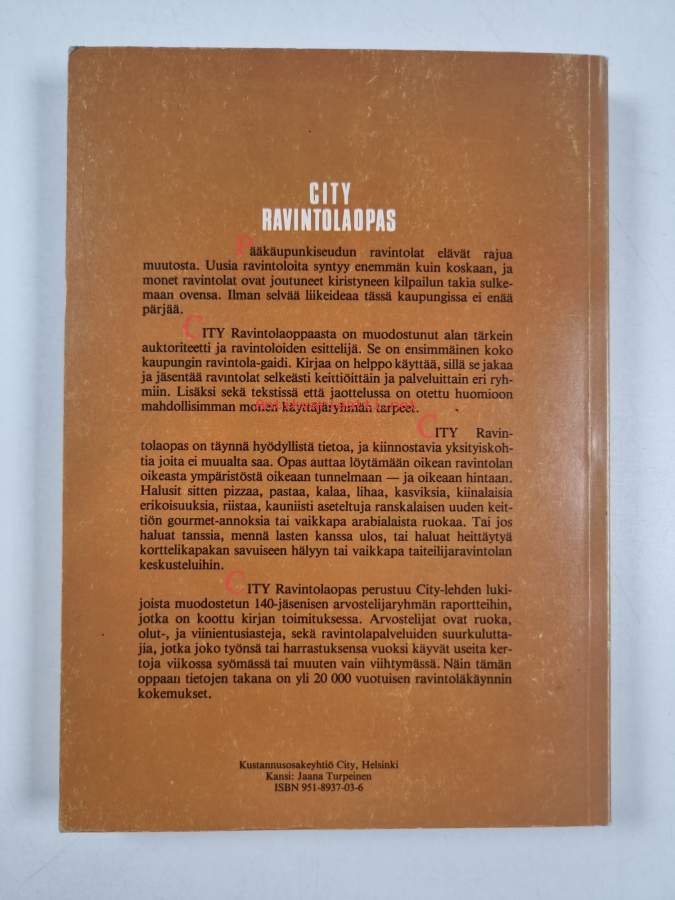 CITY
RAVINTOLAOPAS
Pääkaupunkiseudun ravintolat elävät rajua
muutosta. Uusia ravintoloita syntyy enemmän kuin koskaan, ja
monet ravintolat ovat joutuneet kiristyneen kilpailun takia sulke-
maan ovensa. Ilman selvää liikeideaa tässä kaupungissa ei enää
pärjää.
CITY Ravintolaoppaasta on muodostunut alan tärkein
auktoriteetti ja ravintoloiden esittelijä. Se on ensimmäinen koko
kaupungin ravintola-gaidi. Kirjaa on helppo käyttää, sillä se jakaa
ja jäsentää ravintolat selkeästi keittiöittäin ja palveluittain eri ryh-
miin. Lisäksi sekä tekstissä että jaottelussa on otettu huomioon
mahdollisimman monen käyttäjäryhmän tarpeet.
CITY Ravin-
tolaopas on täynnä hyödyllistä tietoa, ja kiinnostavia yksityiskoh-
tia joita ei muualta saa. Opas auttaa löytämään oikean ravintolan
oikeasta ympäristöstä oikeaan tunnelmaan — ja oikeaan hintaan.
Halusit sitten pizzaa, pastaa, kalaa, lihaa, kasviksia, kiinalaisia
erikoisuuksia, riistaa, kauniisti aseteltuja ranskalaisen uuden keit-
tiön gourmet-annoksia tai vaikkapa arabialaista ruokaa. Tai jos
haluat tanssia, mennä lasten kanssa ulos, tai haluat heittäytyä
korttelikapakan savuiseen hälyyn tai vaikkapa taiteilijaravintolan
keskusteluihin.
CITY Ravintolaopas perustuu City-lehden luki-
joista muodostetun 140-jäsenisen arvostelijaryhmän raportteihin,
jotka on koottu kirjan toimituksessa. Arvostelijat ovat ruoka,
olut-, ja viinientusiasteja, sekä ravintolapalveluiden suurkulutta-
jia, jotka joko työnsä tai harrastuksensa vuoksi käyvät useita ker-
toja viikossa syömässä tai muuten vain viihtymässä. Näin tämän
oppaan tietojen takana on yli 20 000 vuotuisen ravintoläkäynnin
kokemukset.
Kustannusosakeyhtiö City, Helsinki
Kansi: Jaana Turpeinen
ISBN 951-8937-03-6